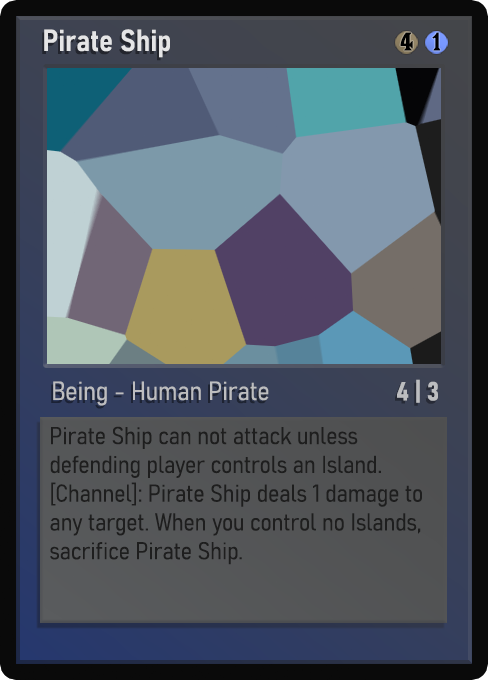 Pirate Ship 4 1
Being - Human Pirate 4 | 3
Pirate Ship can not attack unless
defending player controls an Island.
[Channel]: Pirate Ship deals 1 damage to
any target. When you control no Islands,
sacrifice Pirate Ship.